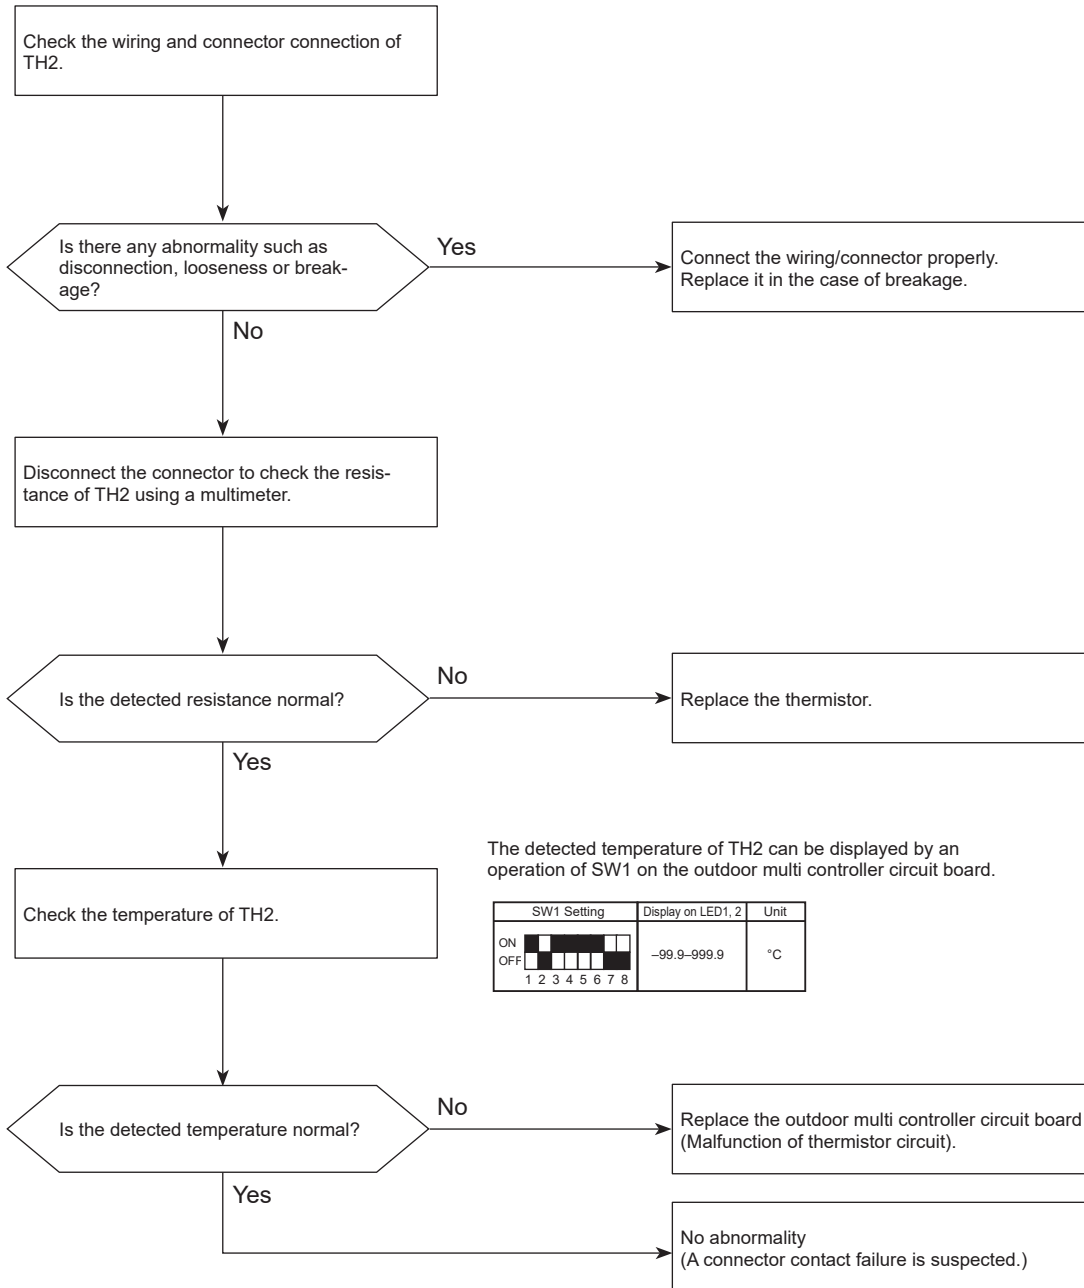 Check the wiring and connector connection of
TH2.
Is there any abnormality such as
disconnection, looseness or break-
age?
Yes
Connect the wiring/connector properly.
Replace it in the case of breakage.
No
Disconnect the connector to check the resis-
tance of TH2 using a multimeter.
Is the detected resistance normal?
No
Replace the thermistor.
Yes
The detected temperature of TH2 can be displayed by an
operation of SW1 on the outdoor multi controller circuit board.
Check the temperature of TH2.
SW1 Setting Display on LED1, 2 Unit
ON
OFF
–99.9–999.9 °C
1 2 3 4 5 6 7 8
Is the detected temperature normal?
No
Replace the outdoor multi controller circuit board
(Malfunction of thermistor circuit).
Yes
No abnormality
(A connector contact failure is suspected.)